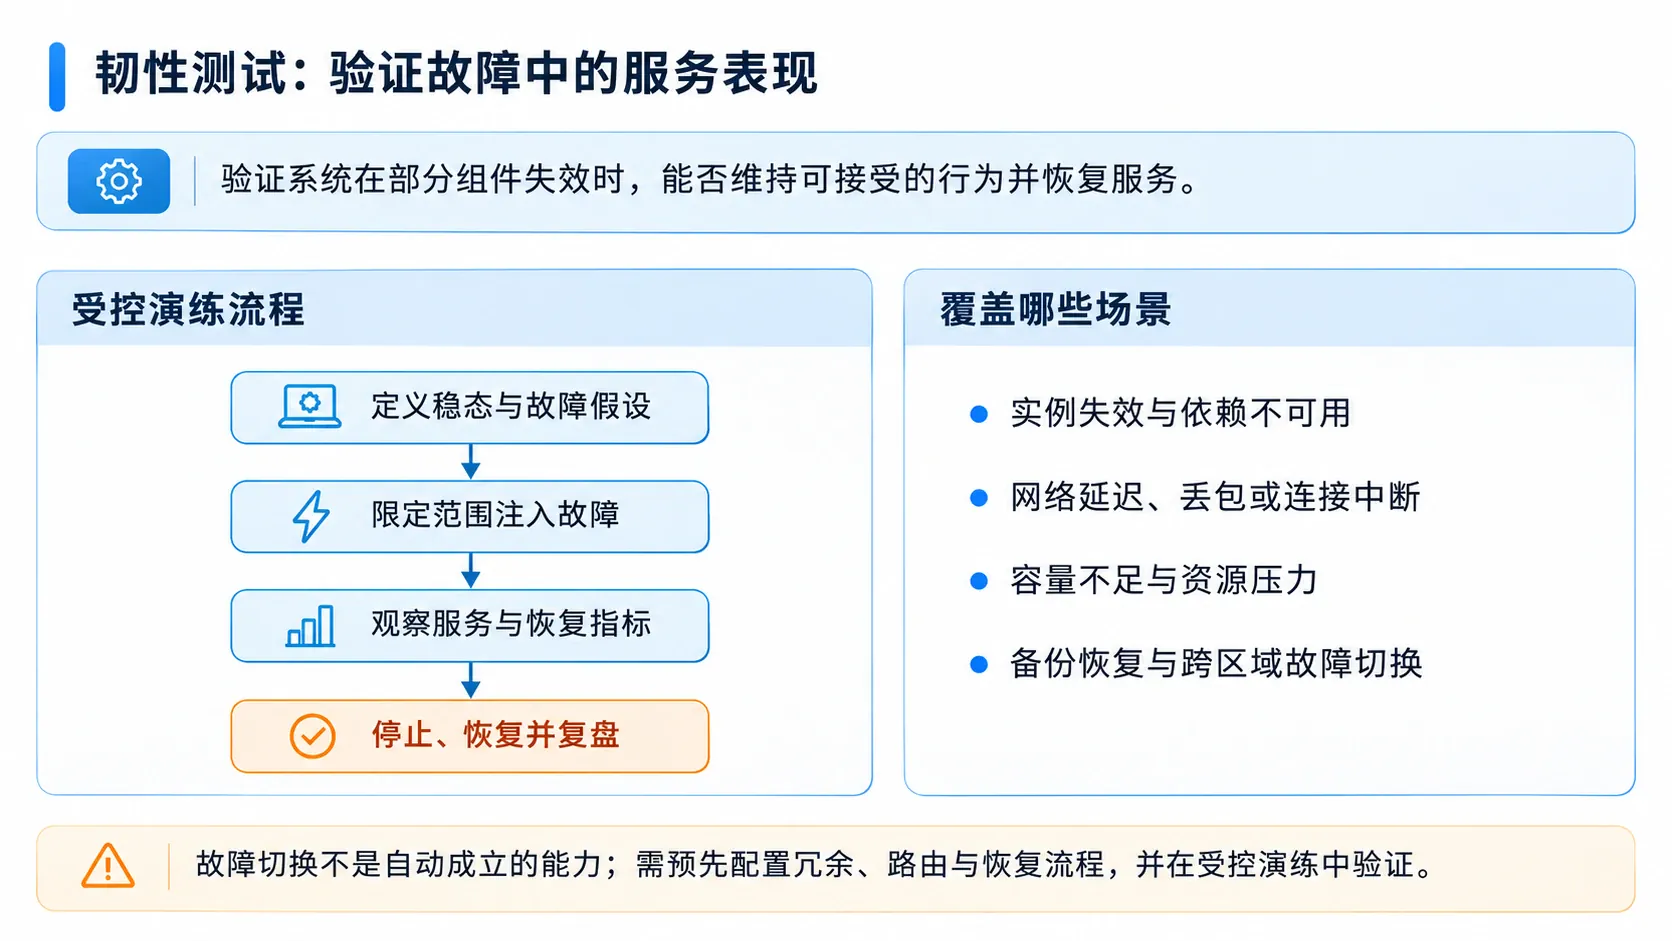 韧性测试：验证故障中的服务表现
验证系统在部分组件失效时，能否维持可接受的行为并恢复服务。
受控演练流程
定义稳态与故障假设
限定范围注入故障
观察服务与恢复指标
停止、恢复并复盘
覆盖哪些场景
实例失效与依赖不可用
网络延迟、丢包或连接中断
容量不足与资源压力
备份恢复与跨区域故障切换
故障切换不是自动成立的能力；需预先配置冗余、路由与恢复流程，并在受控演练中验证。